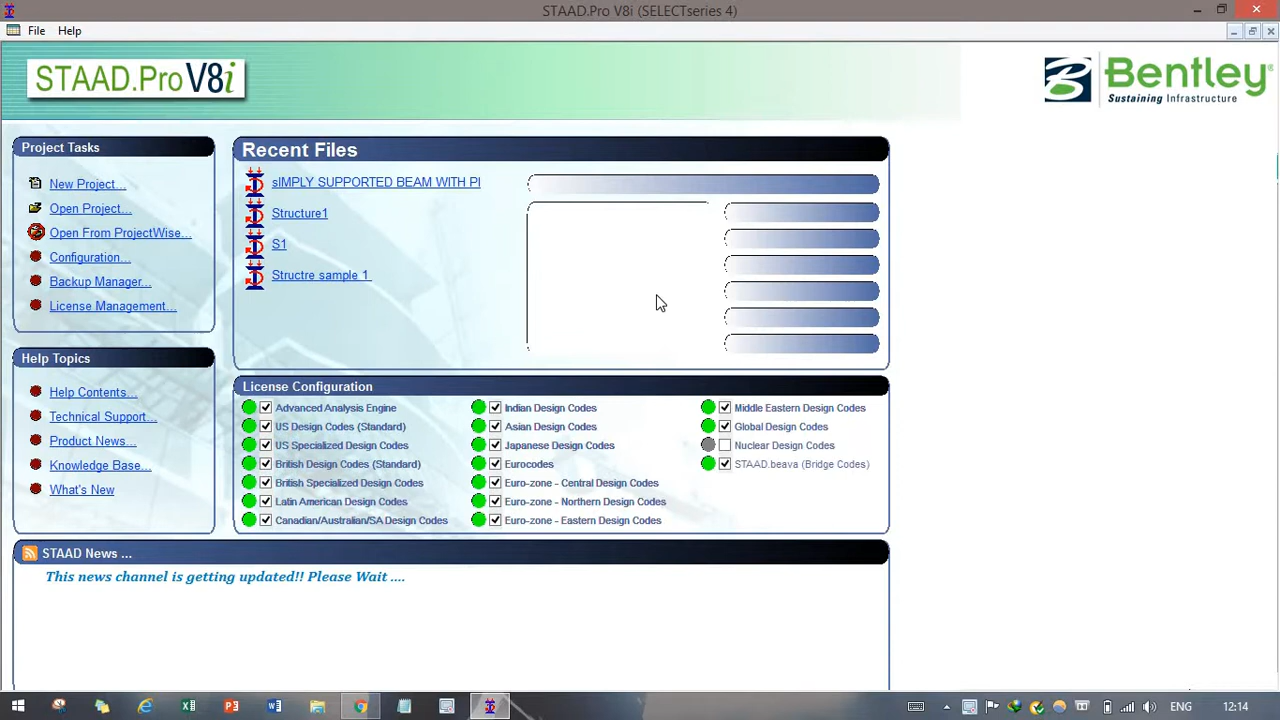 STAAD.Pro V8i (SELECTseries 4)
File Help
STAAD.Pro V8i
Bentley
Sustaining Infrastructure
Project Tasks
New Project...
Open Project...
Open From ProjectWise...
Configuration...
Backup Manager...
License Management...
Recent Files
sIMPLY SUPPORTED BEAM WITH PI
Structure1
S1
Structre sample 1
Help Topics
Help Contents...
Technical Support...
Product News...
Knowledge Base...
What's New
License Configuration
Advanced Analysis Engine
US Design Codes (Standard)
US Specialized Design Codes
British Design Codes (Standard)
British Specialized Design Codes
Latin American Design Codes
Canadian/Australian/SA Design Codes
Indian Design Codes
Asian Design Codes
Japanese Design Codes
Eurocodes
Euro-zone - Central Design Codes
Euro-zone - Northern Design Codes
Euro-zone - Eastern Design Codes
Middle Eastern Design Codes
Global Design Codes
Nuclear Design Codes
STAAD.beava (Bridge Codes)
STAAD News ...
This news channel is getting updated!! Please Wait ....
ENG 12:14